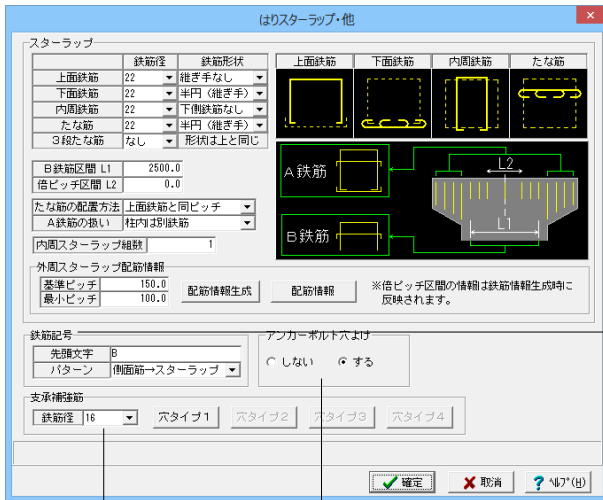 はりスターラップ・他
スターラップ
鉄筋径 鉄筋形状
上面鉄筋 22 継ぎ手なし
下面鉄筋 22 半円（継ぎ手）
内周鉄筋 22 下側鉄筋なし
たな筋 22 半円（継ぎ手）
3段たな筋 なし 形状は上と同じ
上面鉄筋 下面鉄筋 内周鉄筋 たな筋
B鉄筋区間 L1 2500.0
倍ピッチ区間 L2 0.0
A鉄筋
B鉄筋
L2
L1
たな筋の配置方法 上面鉄筋と同ピッチ
A鉄筋の扱い 柱内は別鉄筋
内周スターラップ組数 1
外周スターラップ配筋情報
基準ピッチ 150.0
最小ピッチ 100.0
配筋情報生成 配筋情報
※倍ピッチ区間の情報は鉄筋情報生成時に
反映されます。
鉄筋記号
先頭文字 B
パターン 側面筋→スターラップ
アンカーボルト穴よけ
しない する
支承補強筋
鉄筋径 16 穴タイプ1 穴タイプ2 穴タイプ3 穴タイプ4
確定 取消 ? ヘルプ(H)